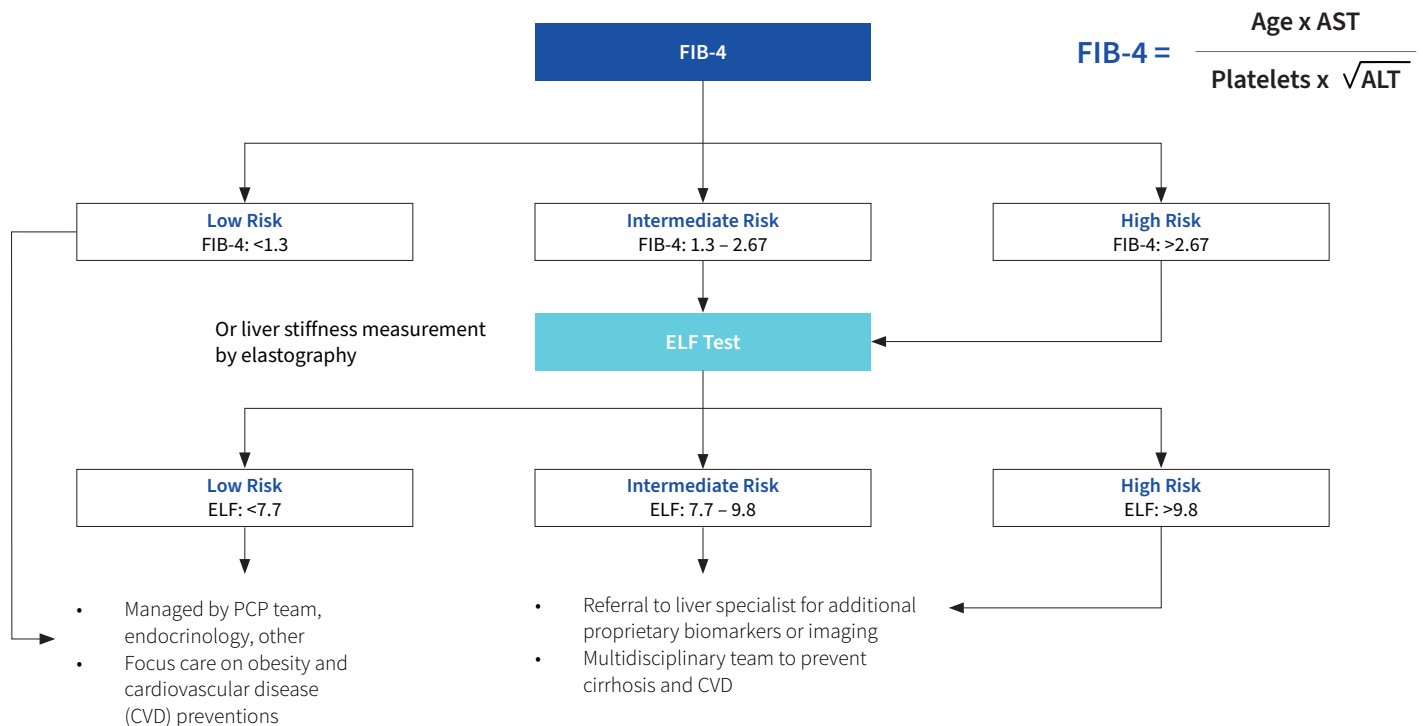 FIB-4
FIB-4 =
Age x AST
Platelets x √ALT
Low Risk
FIB-4: <1.3
Intermediate Risk
FIB-4: 1.3 – 2.67
High Risk
FIB-4: >2.67
Or liver stiffness measurement
by elastography
ELF Test
Low Risk
ELF: <7.7
Intermediate Risk
ELF: 7.7 – 9.8
High Risk
ELF: >9.8
• Managed by PCP team,
endocrinology, other
• Focus care on obesity and
cardiovascular disease
(CVD) preventions
• Referral to liver specialist for additional
proprietary biomarkers or imaging
• Multidisciplinary team to prevent
cirrhosis and CVD